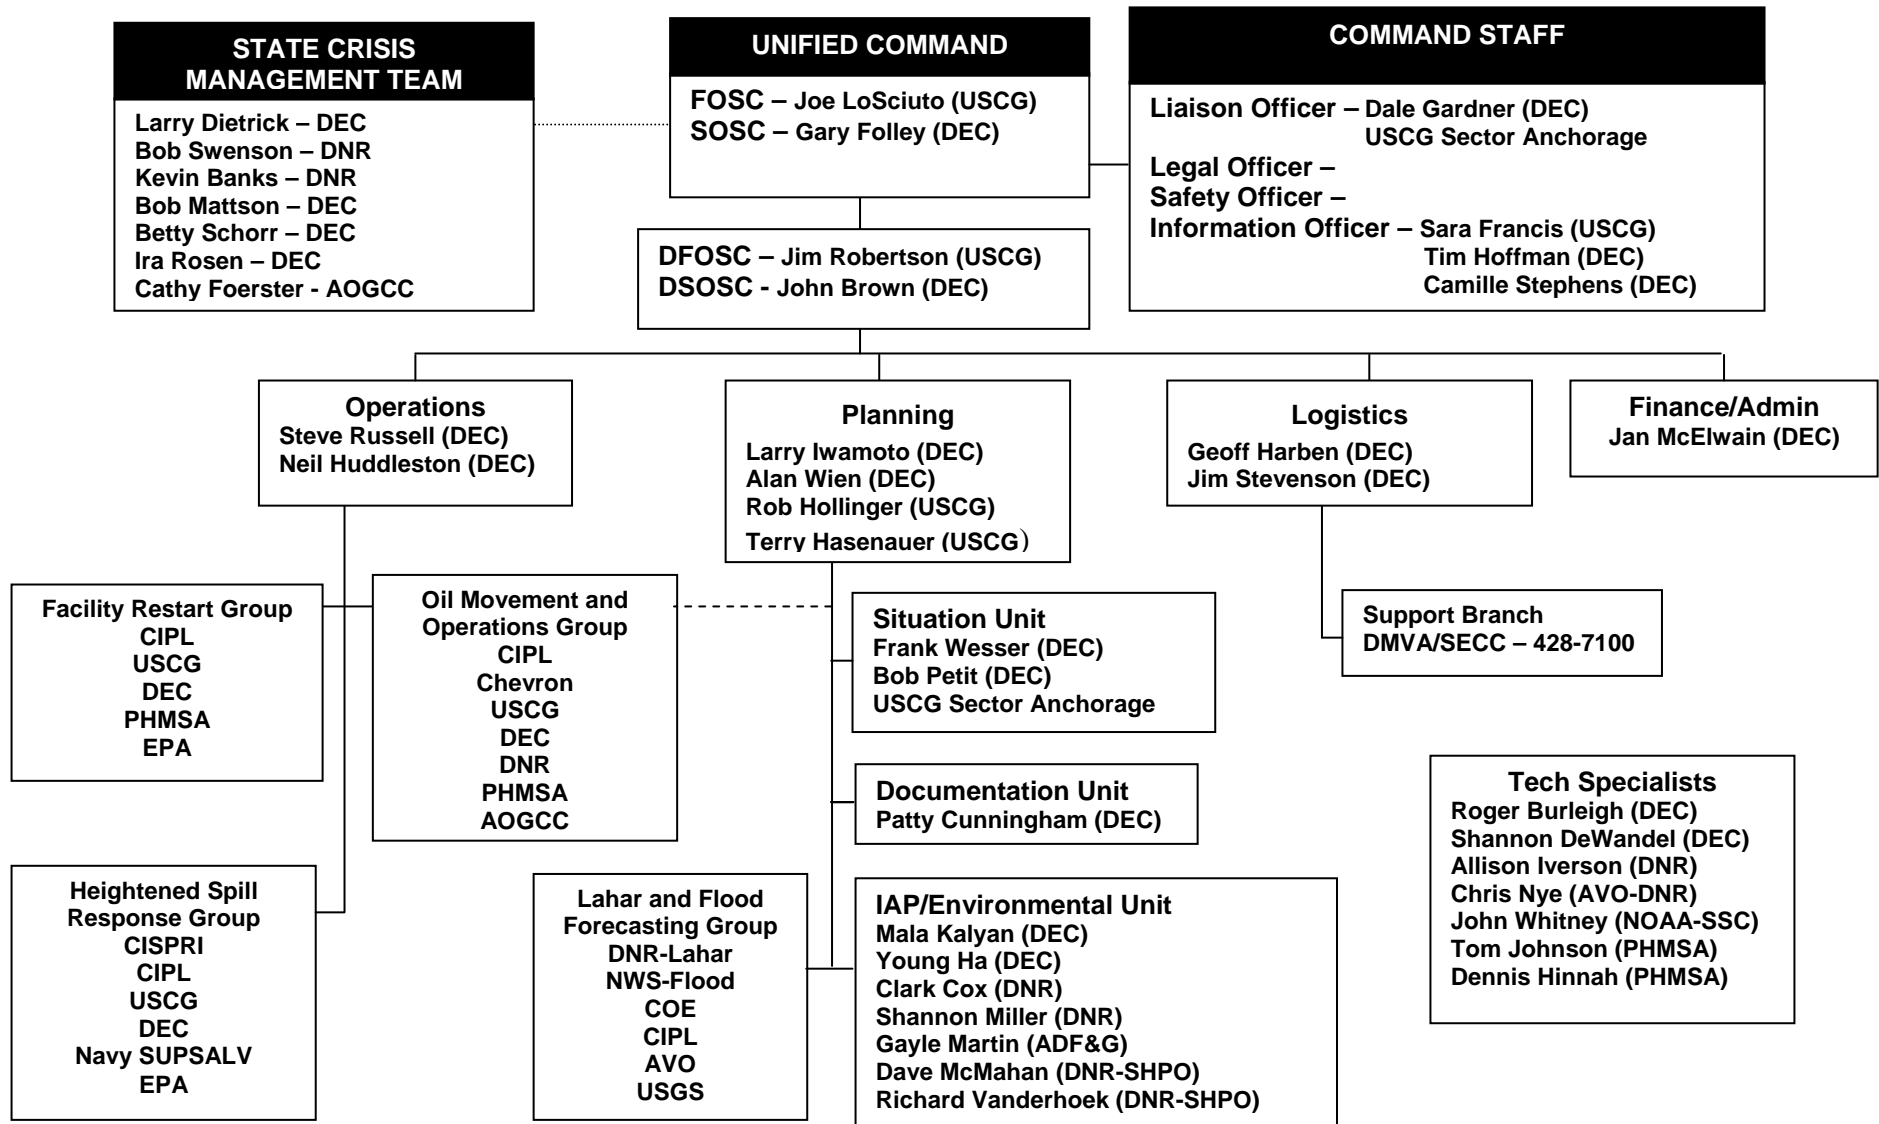 STATE CRISIS
MANAGEMENT TEAM
Larry Dietrick – DEC
Bob Swenson – DNR
Kevin Banks – DNR
Bob Mattson – DEC
Betty Schorr – DEC
Ira Rosen – DEC
Cathy Foerster - AOGCC
UNIFIED COMMAND
FOSC – Joe LoSciuto (USCG)
SOSC – Gary Folley (DEC)
COMMAND STAFF
Liaison Officer – Dale Gardner (DEC)
USCG Sector Anchorage
Legal Officer –
Safety Officer –
Information Officer – Sara Francis (USCG)
Tim Hoffman (DEC)
Camille Stephens (DEC)
DFOSC – Jim Robertson (USCG)
DSOSC - John Brown (DEC)
Operations
Steve Russell (DEC)
Neil Huddleston (DEC)
Planning
Larry Iwamoto (DEC)
Alan Wien (DEC)
Rob Hollinger (USCG)
Terry Hasenauer (USCG)
Logistics
Geoff Harben (DEC)
Jim Stevenson (DEC)
Finance/Admin
Jan McElwain (DEC)
Facility Restart Group
CIPL
USCG
DEC
PHMSA
EPA
Oil Movement and
Operations Group
CIPL
Chevron
USCG
DEC
DNR
PHMSA
AOGCC
Situation Unit
Frank Wesser (DEC)
Bob Petit (DEC)
USCG Sector Anchorage
Support Branch
DMVA/SECC – 428-7100
Documentation Unit
Patty Cunningham (DEC)
Tech Specialists
Roger Burleigh (DEC)
Shannon DeWandel (DEC)
Allison Iverson (DNR)
Chris Nye (AVO-DNR)
John Whitney (NOAA-SSC)
Tom Johnson (PHMSA)
Dennis Hinnah (PHMSA)
Heightened Spill
Response Group
CISPRI
CIPL
USCG
DEC
Navy SUPSALV
EPA
Lahar and Flood
Forecasting Group
DNR-Lahar
NWS-Flood
COE
CIPL
AVO
USGS
IAP/Environmental Unit
Mala Kalyan (DEC)
Young Ha (DEC)
Clark Cox (DNR)
Shannon Miller (DNR)
Gayle Martin (ADF&G)
Dave McMahan (DNR-SHPO)
Richard Vanderhoek (DNR-SHPO)